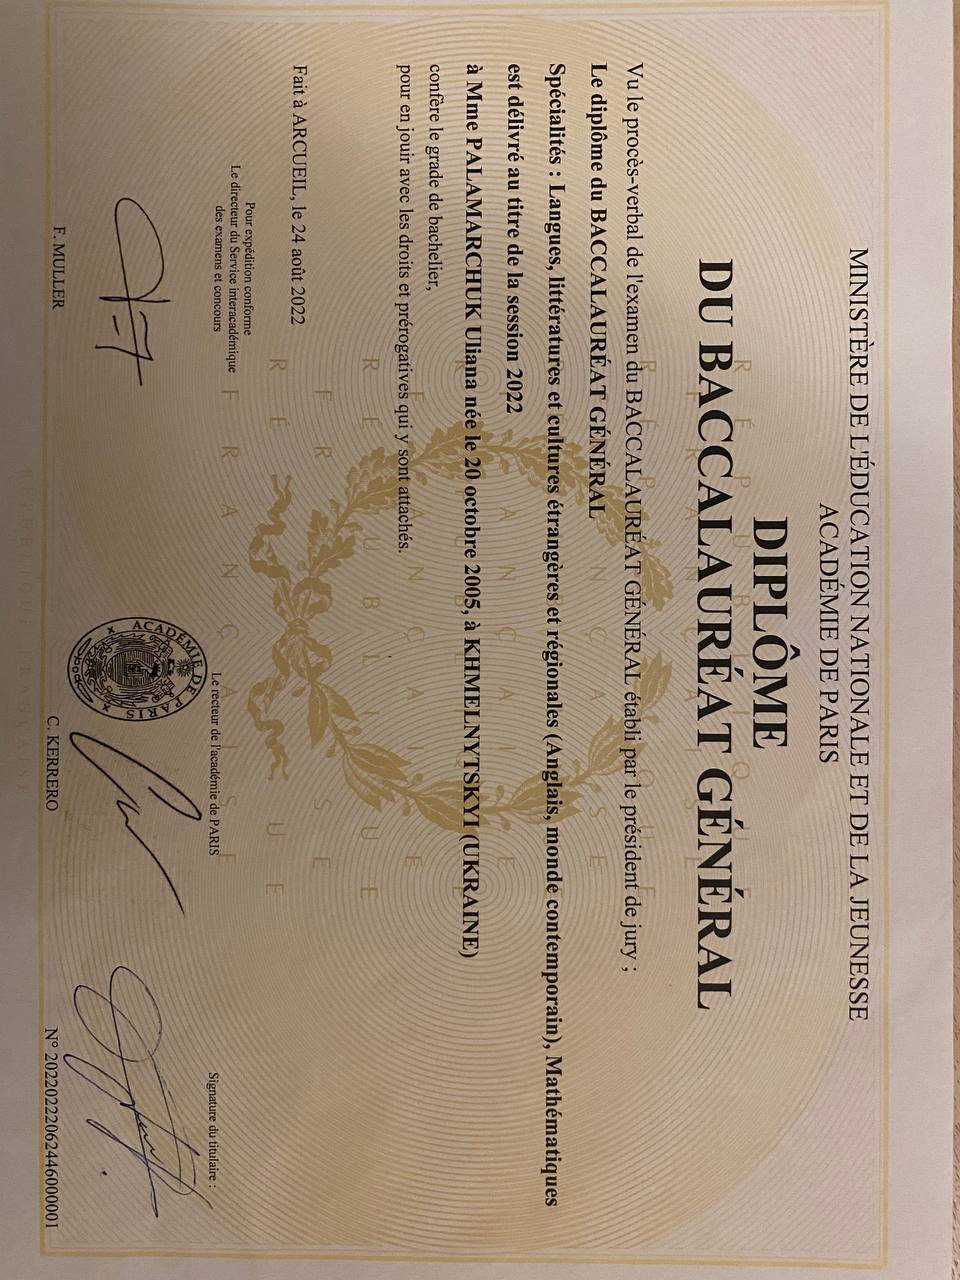 MINISTÈRE DE L'ÉDUCATION NATIONALE ET DE LA JEUNESSE
ACADÉMIE DE PARIS
DIPLÔME
DU BACCALAURÉAT GÉNÉRAL
Vu le procès-verbal de l'examen du BACCALAURÉAT GÉNÉRAL établi par le président de jury ;
Le diplôme du BACCALAURÉAT GÉNÉRAL
Spécialités : Langues, littératures et cultures étrangères et régionales (Anglais, monde contemporain), Mathématiques
est délivré au titre de la session 2022
à Mme PALAMARCHUK Uliana née le 20 octobre 2005, à KHMELNYTSKYI (UKRAINE)
confère le grade de bachelier,
pour en jouir avec les droits et prérogatives qui y sont attachés.
Fait à ARCUEIL, le 24 août 2022
Pour expédition conforme
Le directeur du Service interacadémique
des examens et concours
F. MULLER
Le recteur de l'académie de PARIS
ACADÉMIE DE PARIS
C. KERRERO
Signature du titulaire :
N° 20220222062446000001
RÉPUBLIQUE
FRANÇAISE